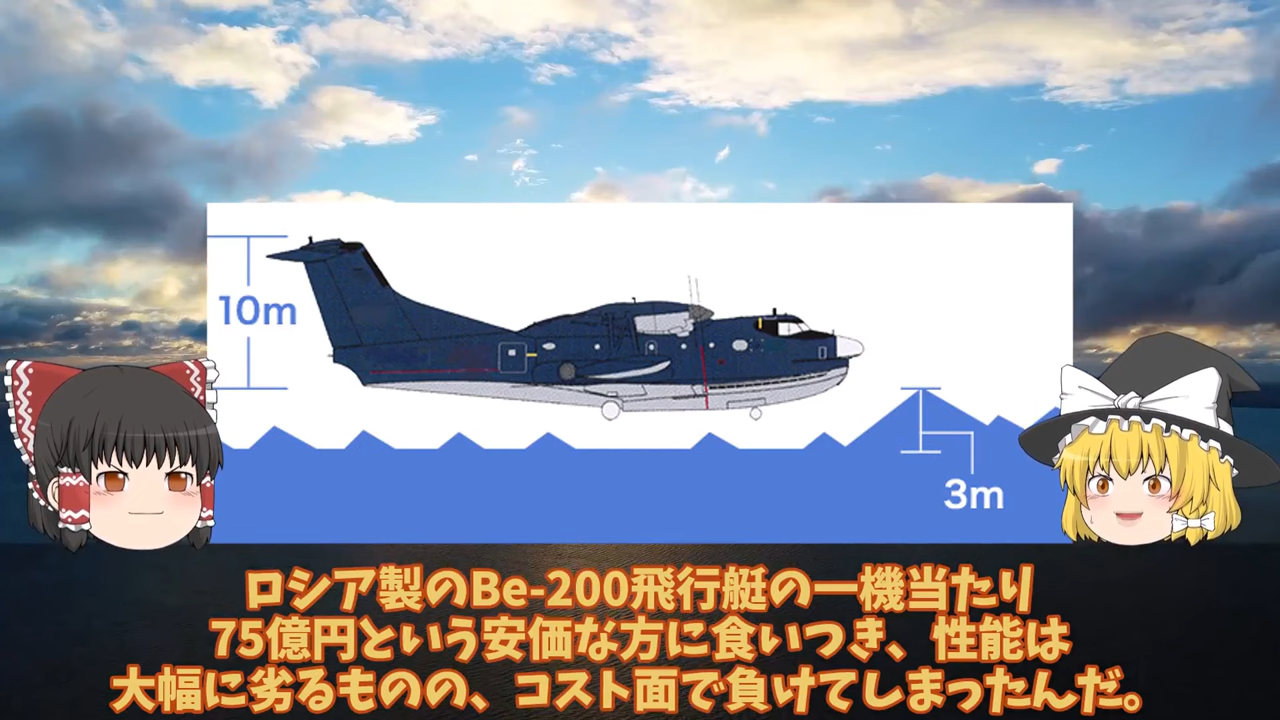 10m
3m
ロシア製のBe-200飛行艇の一機当たり
75億円という安価な方に食いつき、性能は
大幅に劣るものの、コスト面で負けてしまったんだ。